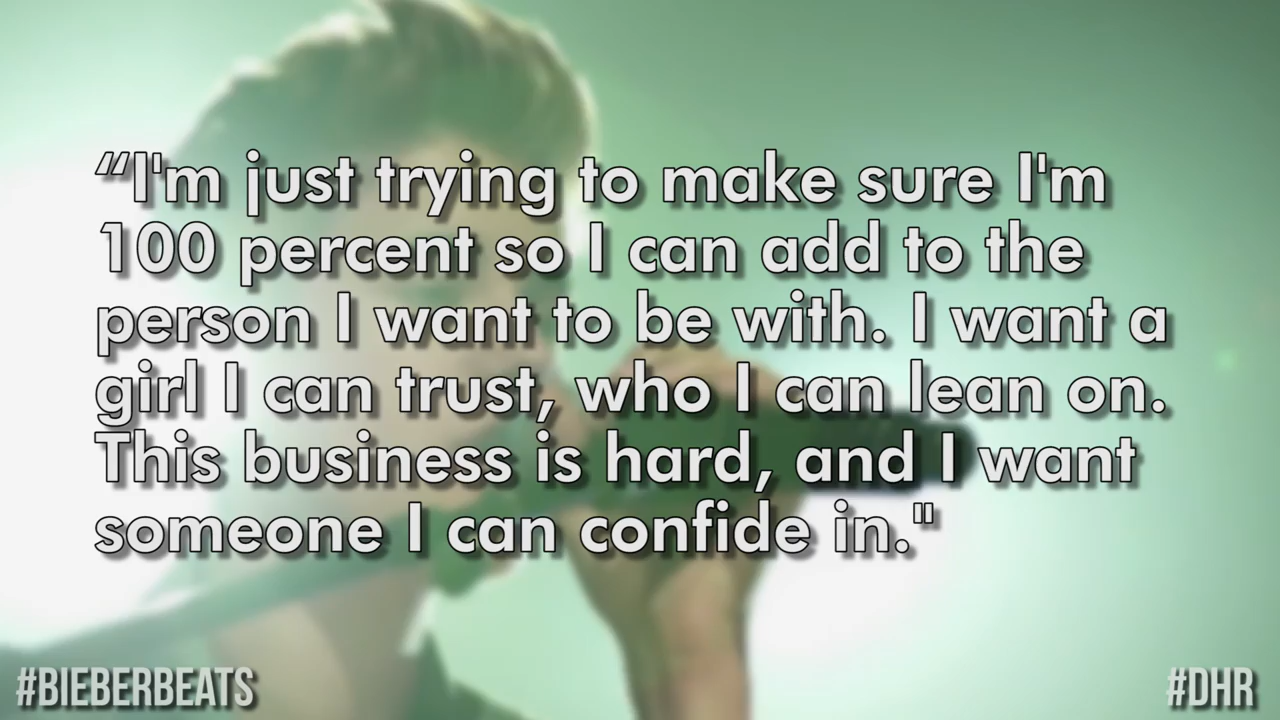 “I'm just trying to make sure I'm
100 percent so I can add to the
person I want to be with. I want a
girl I can trust, who I can lean on.
This business is hard, and I want
someone I can confide in."
#BIEBERBEATS
#DHR